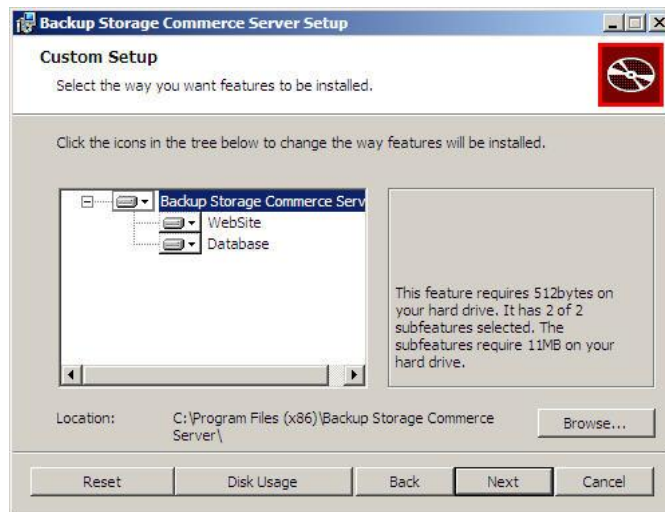 Backup Storage Commerce Server Setup
Custom Setup
Select the way you want features to be installed.
Click the icons in the tree below to change the way features will be installed.
Backup Storage Commerce Serv
WebSite
Database
This feature requires 512bytes on
your hard drive. It has 2 of 2
subfeatures selected. The
subfeatures require 11MB on your
hard drive.
Location:
C:\Program Files (x86)\Backup Storage Commerce
Server\
Browse...
Reset
Disk Usage
Back
Next
Cancel